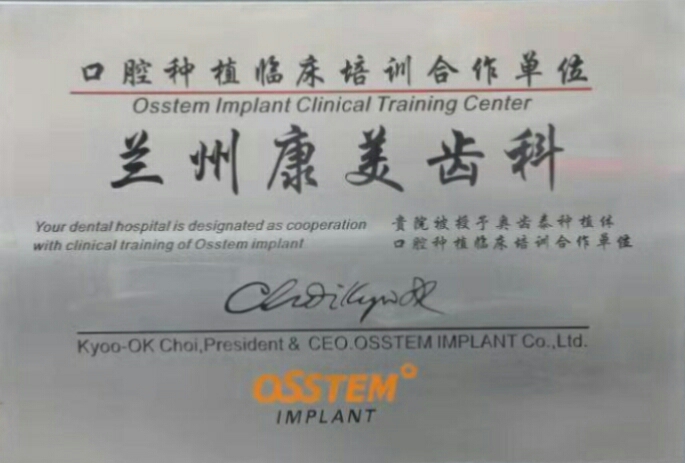 口腔种植临床培训合作单位
Osstem Implant Clinical Training Center
兰州康美齿科
Your dental hospital is designated as cooperation
with clinical training of Osstem implant
贵院被授予奥齿泰种植体
口腔种植临床培训合作单位
Kyoo-OK Choi,President & CEO.OSSTEM IMPLANT Co.,Ltd.
OSSTEM
IMPLANT